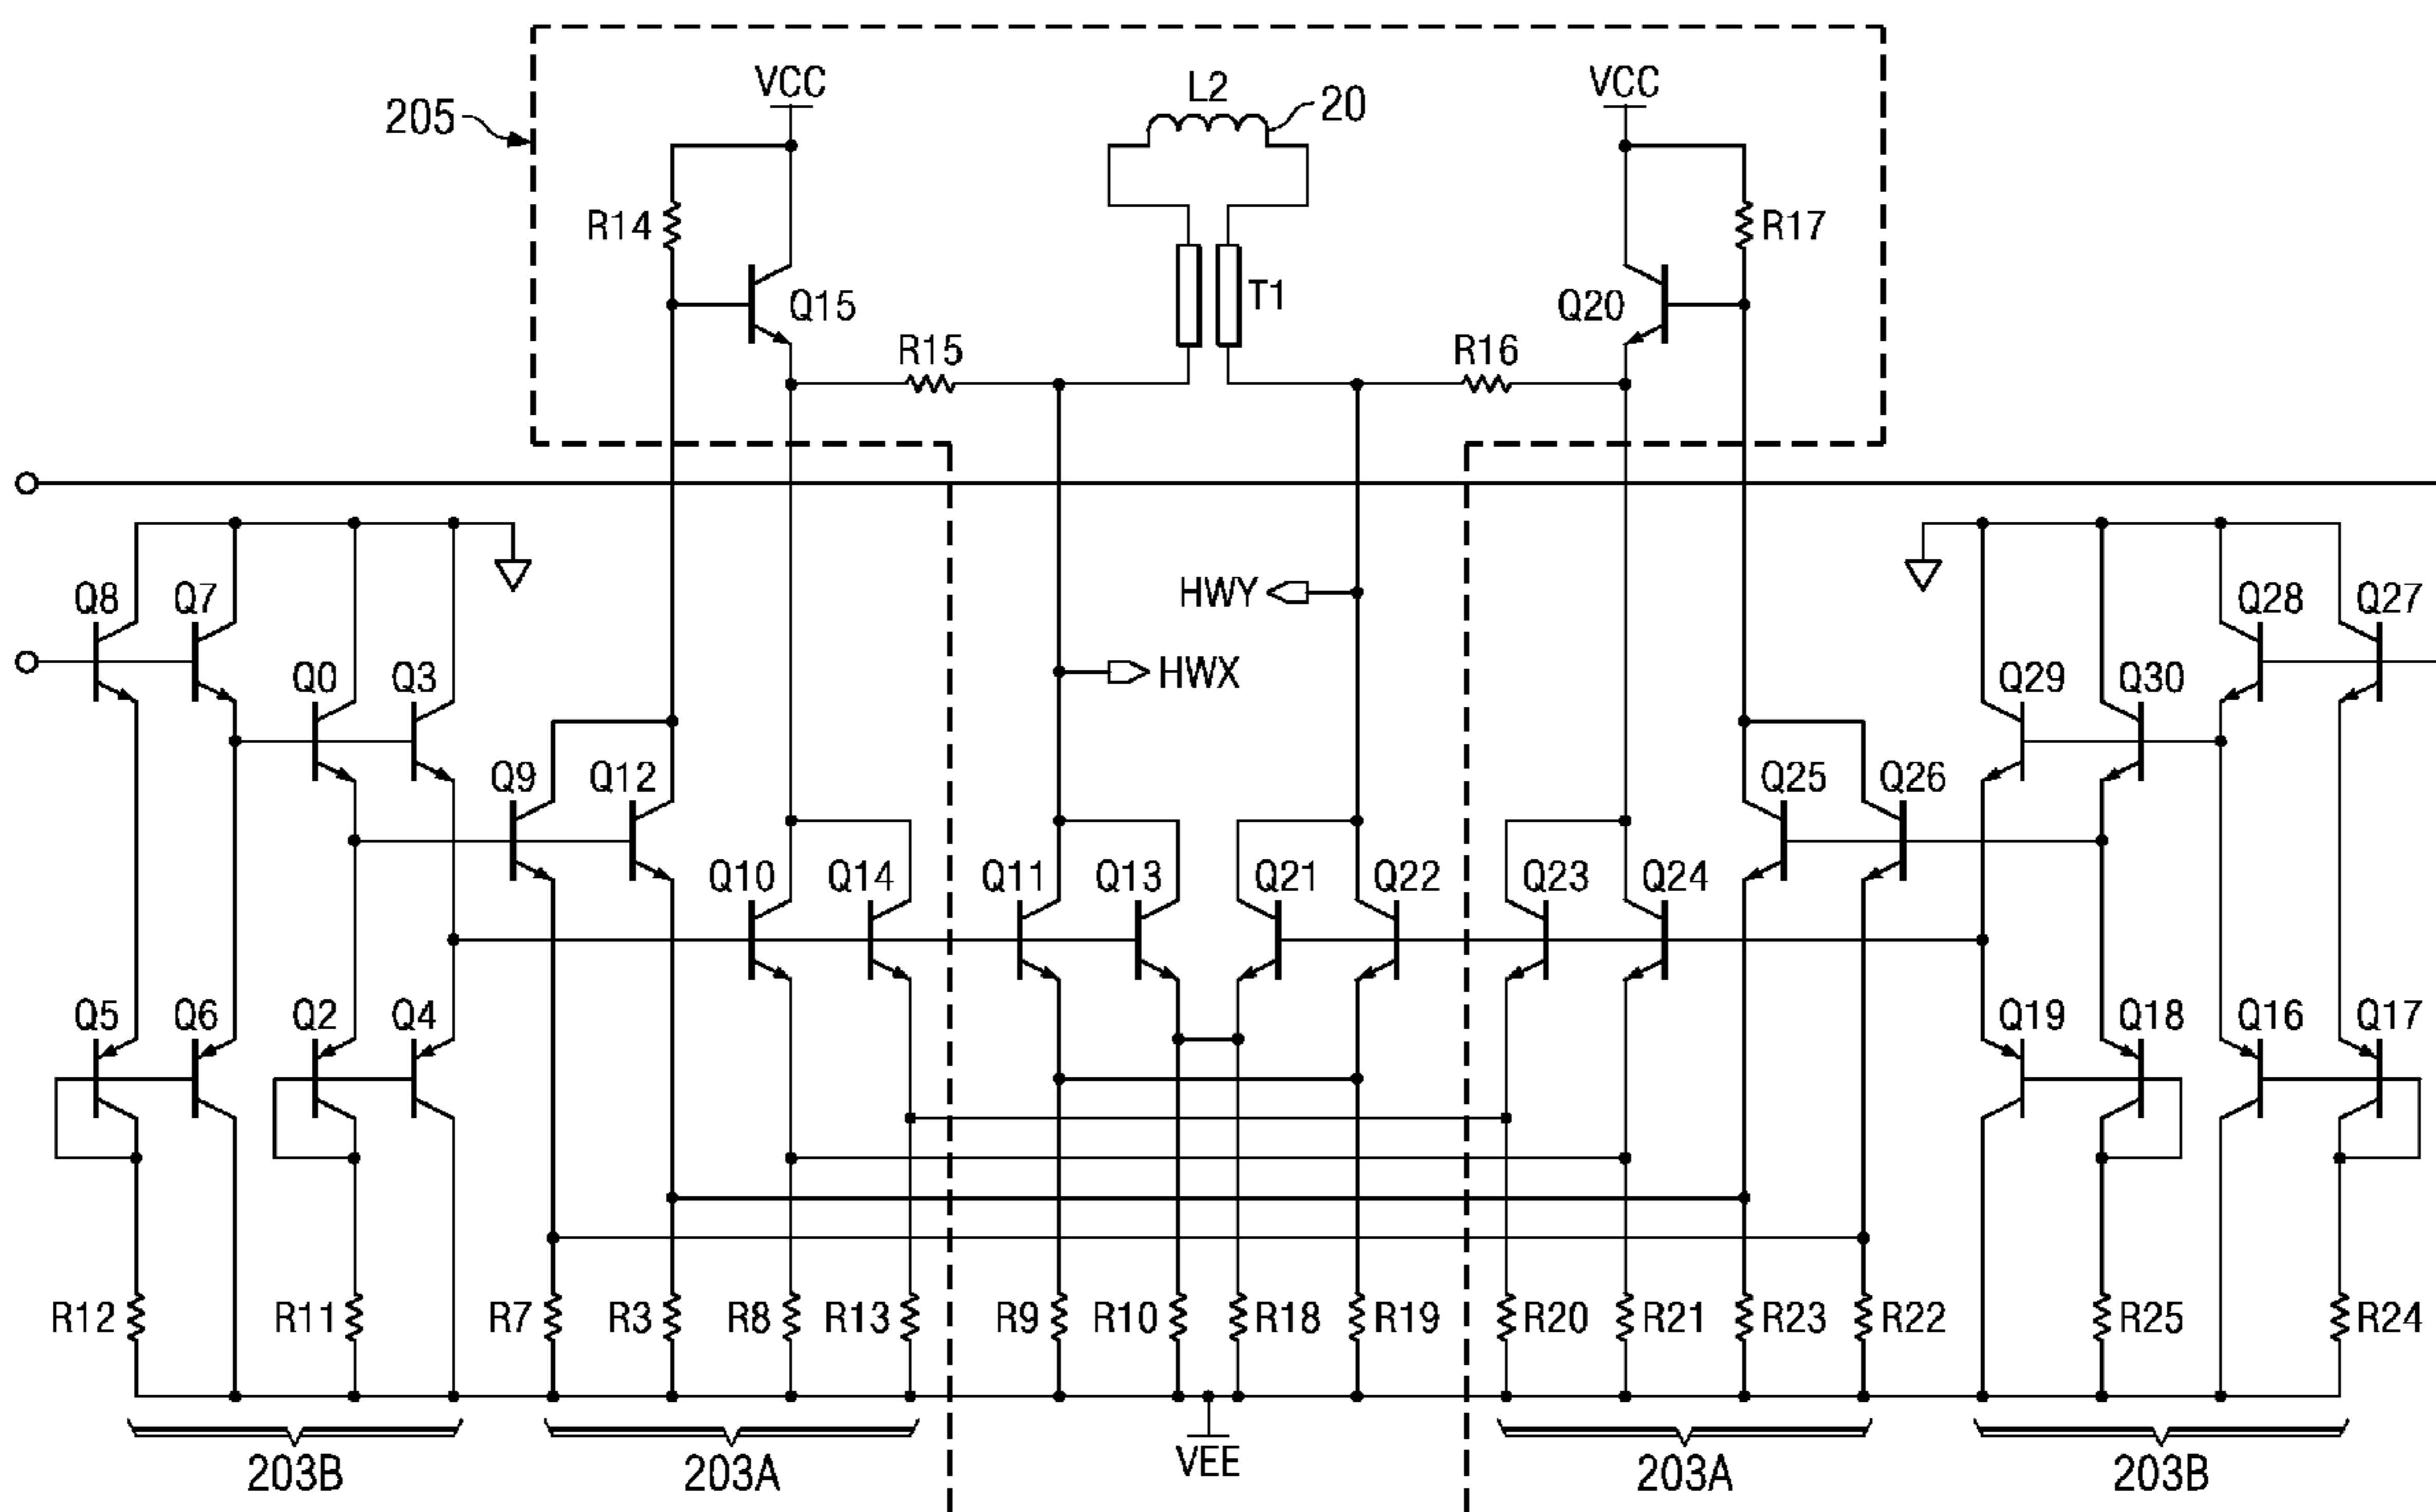 VCC
L2
20
VCC
205
R14
R17
Q15
T1
Q20
R15
R16
Q8
Q7
HWY
Q28
Q27
Q0
Q3
HWX
Q29
Q30
Q9
Q12
Q25
Q26
Q10
Q14
Q11
Q13
Q21
Q22
Q23
Q24
Q5
Q6
Q2
Q4
Q19
Q18
Q16
Q17
R12
R11
R7
R3
R8
R13
R9
R10
R18
R19
R20
R21
R23
R22
R25
R24
203B
203A
VEE
203A
203B